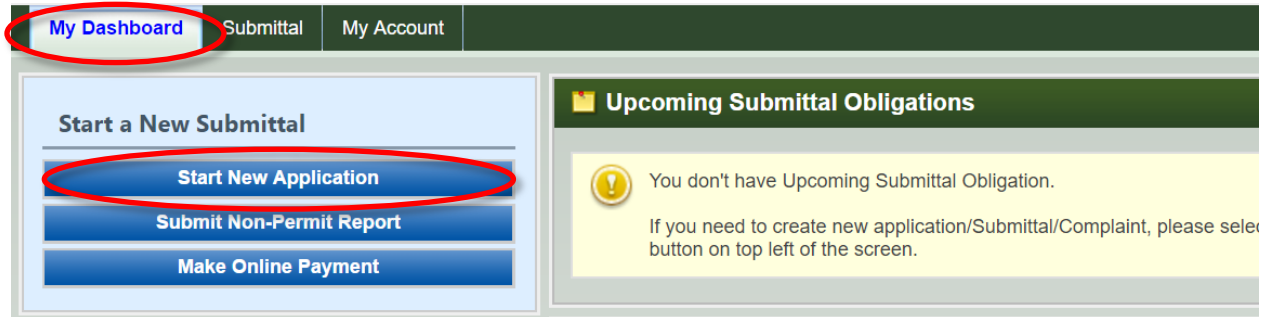 My Dashboard Submittal My Account
Start a New Submittal
Start New Application
Submit Non-Permit Report
Make Online Payment
Upcoming Submittal Obligations
You don't have Upcoming Submittal Obligation.
If you need to create new application/Submittal/Complaint, please selec
button on top left of the screen.